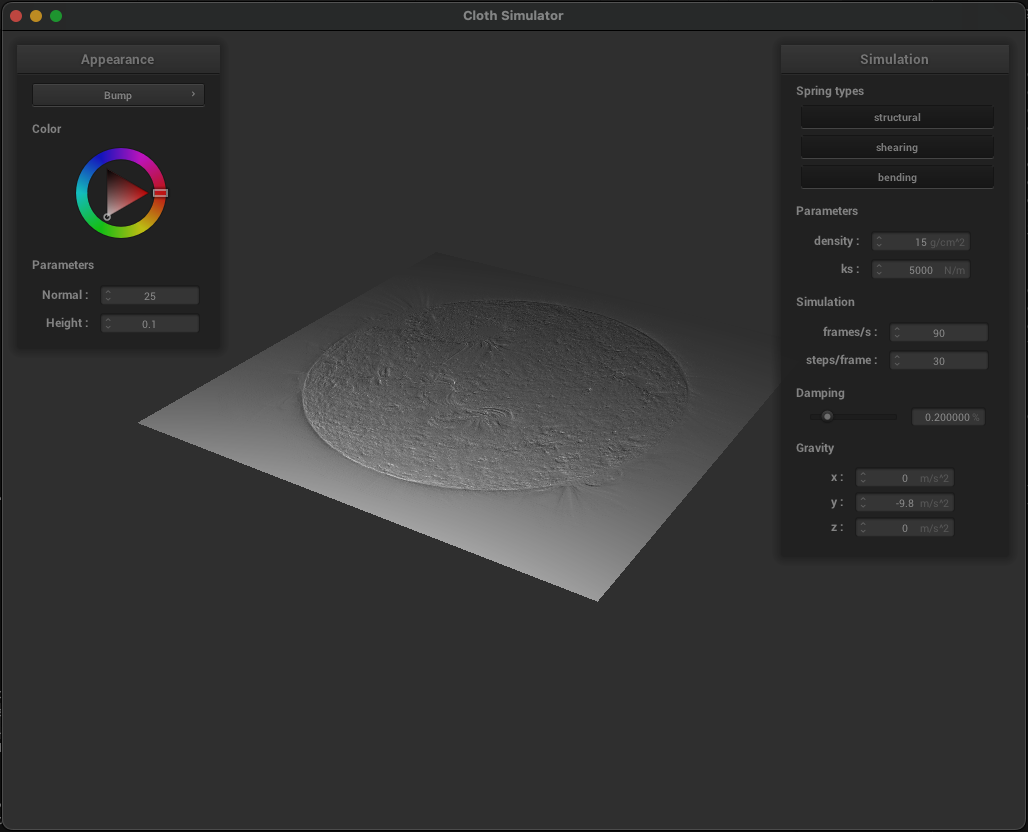 Cloth Simulator
Appearance
Bump
Color
Parameters
Normal : 25
Height : 0.1
Simulation
Spring types
structural
shearing
bending
Parameters
density : 15 g/cm^2
ks : 5000 N/m
Simulation
frames/s : 90
steps/frame : 30
Damping
0.200000 %
Gravity
x : 0 m/s^2
y : -9.8 m/s^2
z : 0 m/s^2